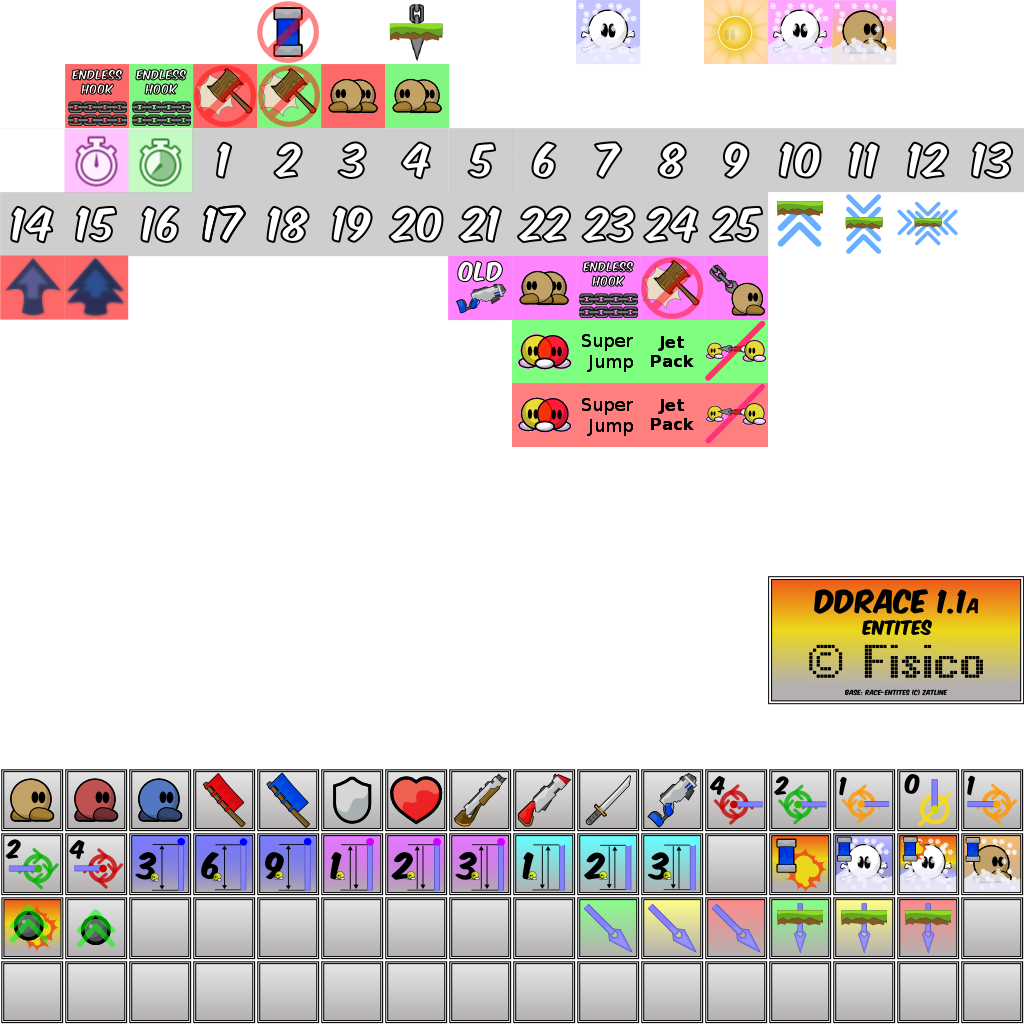 ENDLESS HOOK
ENDLESS HOOK
1 2 3 4 5 6 7 8 9 10 11 12 13
14 15 16 17 18 19 20 21 22 23 24 25
OLD
ENDLESS HOOK
Super Jump
Jet Pack
Super Jump
Jet Pack
DDRACE 1.1A
ENTITES
© Fisico
BASE: RACE-ENTITES (C) ZATLINE
4 2 1 0 1
2 4 3 6 9 1 2 3 1 2 3